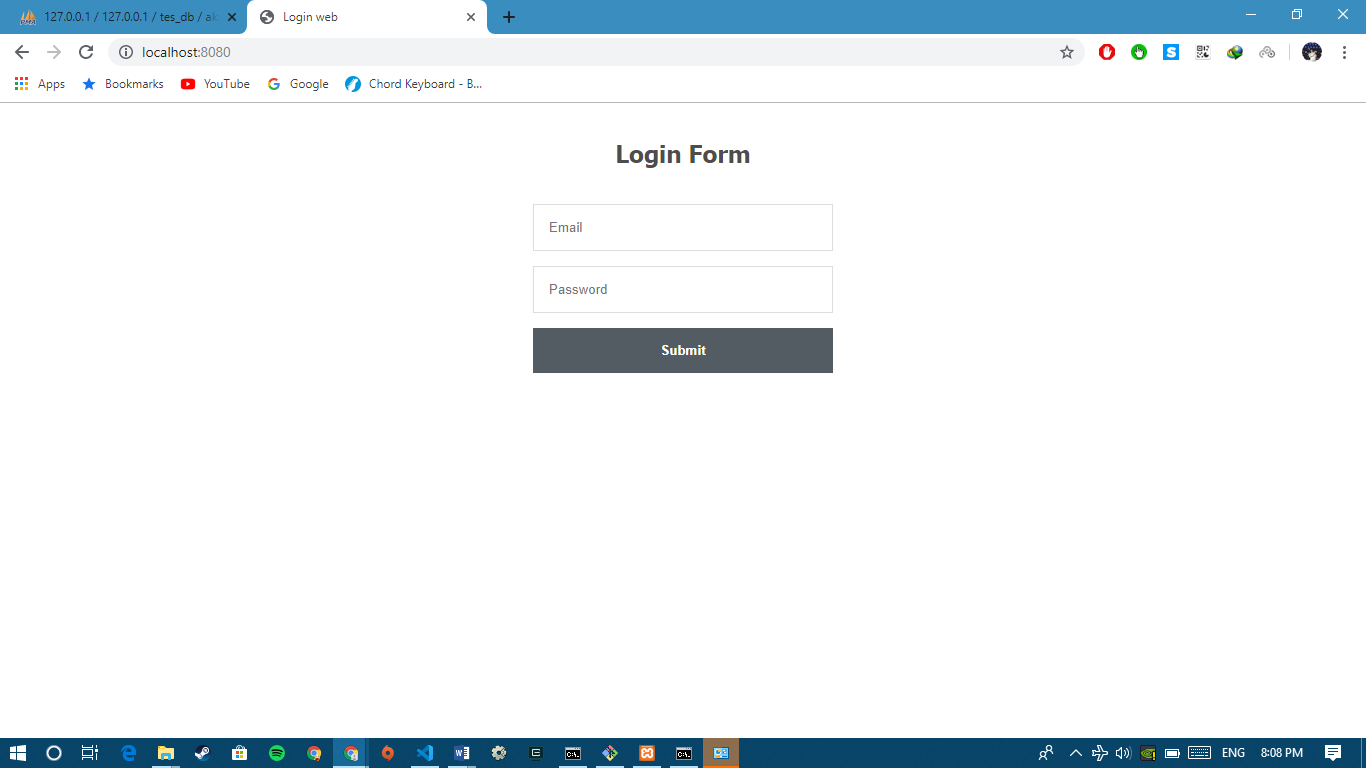 127.0.0.1 / 127.0.0.1 / tes_db / ak
Login web
localhost:8080
Apps
Bookmarks
YouTube
Google
Chord Keyboard - B...
Login Form
Email
Password
Submit
ENG
8:08 PM